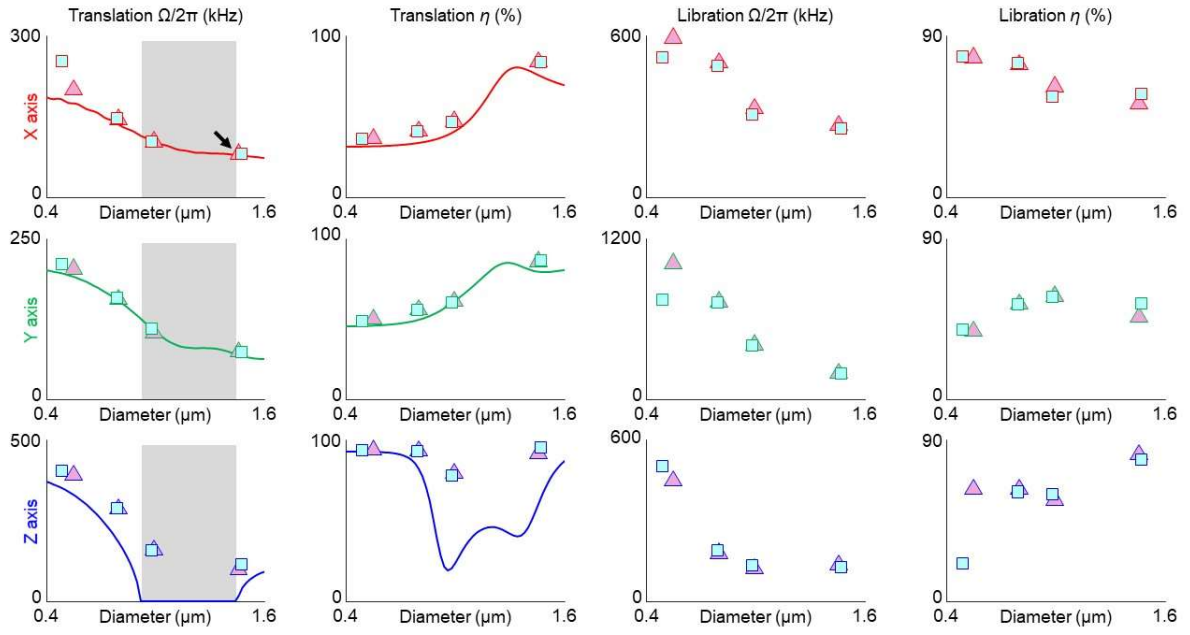 Translation Ω/2π (kHz) Translation η (%) Libration Ω/2π (kHz) Libration η (%)
300 100 600 90
X axis
0 0 0 0
0.4 Diameter (μm) 1.6 0.4 Diameter (μm) 1.6 0.4 Diameter (μm) 1.6 0.4 Diameter (μm) 1.6
250 100 1200 90
Y axis
0 0 0 0
0.4 Diameter (μm) 1.6 0.4 Diameter (μm) 1.6 0.4 Diameter (μm) 1.6 0.4 Diameter (μm) 1.6
500 100 600 90
Z axis
0 0 0 0
0.4 Diameter (μm) 1.6 0.4 Diameter (μm) 1.6 0.4 Diameter (μm) 1.6 0.4 Diameter (μm) 1.6